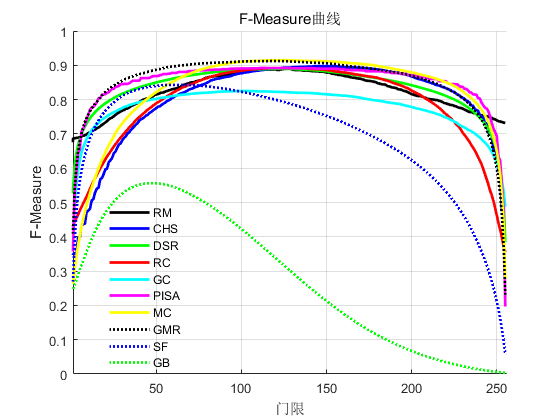 F-Measure曲线
F-Measure
1
0.9
0.8
0.7
0.6
0.5
0.4
0.3
0.2
0.1
0
RM
CHS
DSR
RC
GC
PISA
MC
GMR
SF
GB
50 100 150 200 250
门限